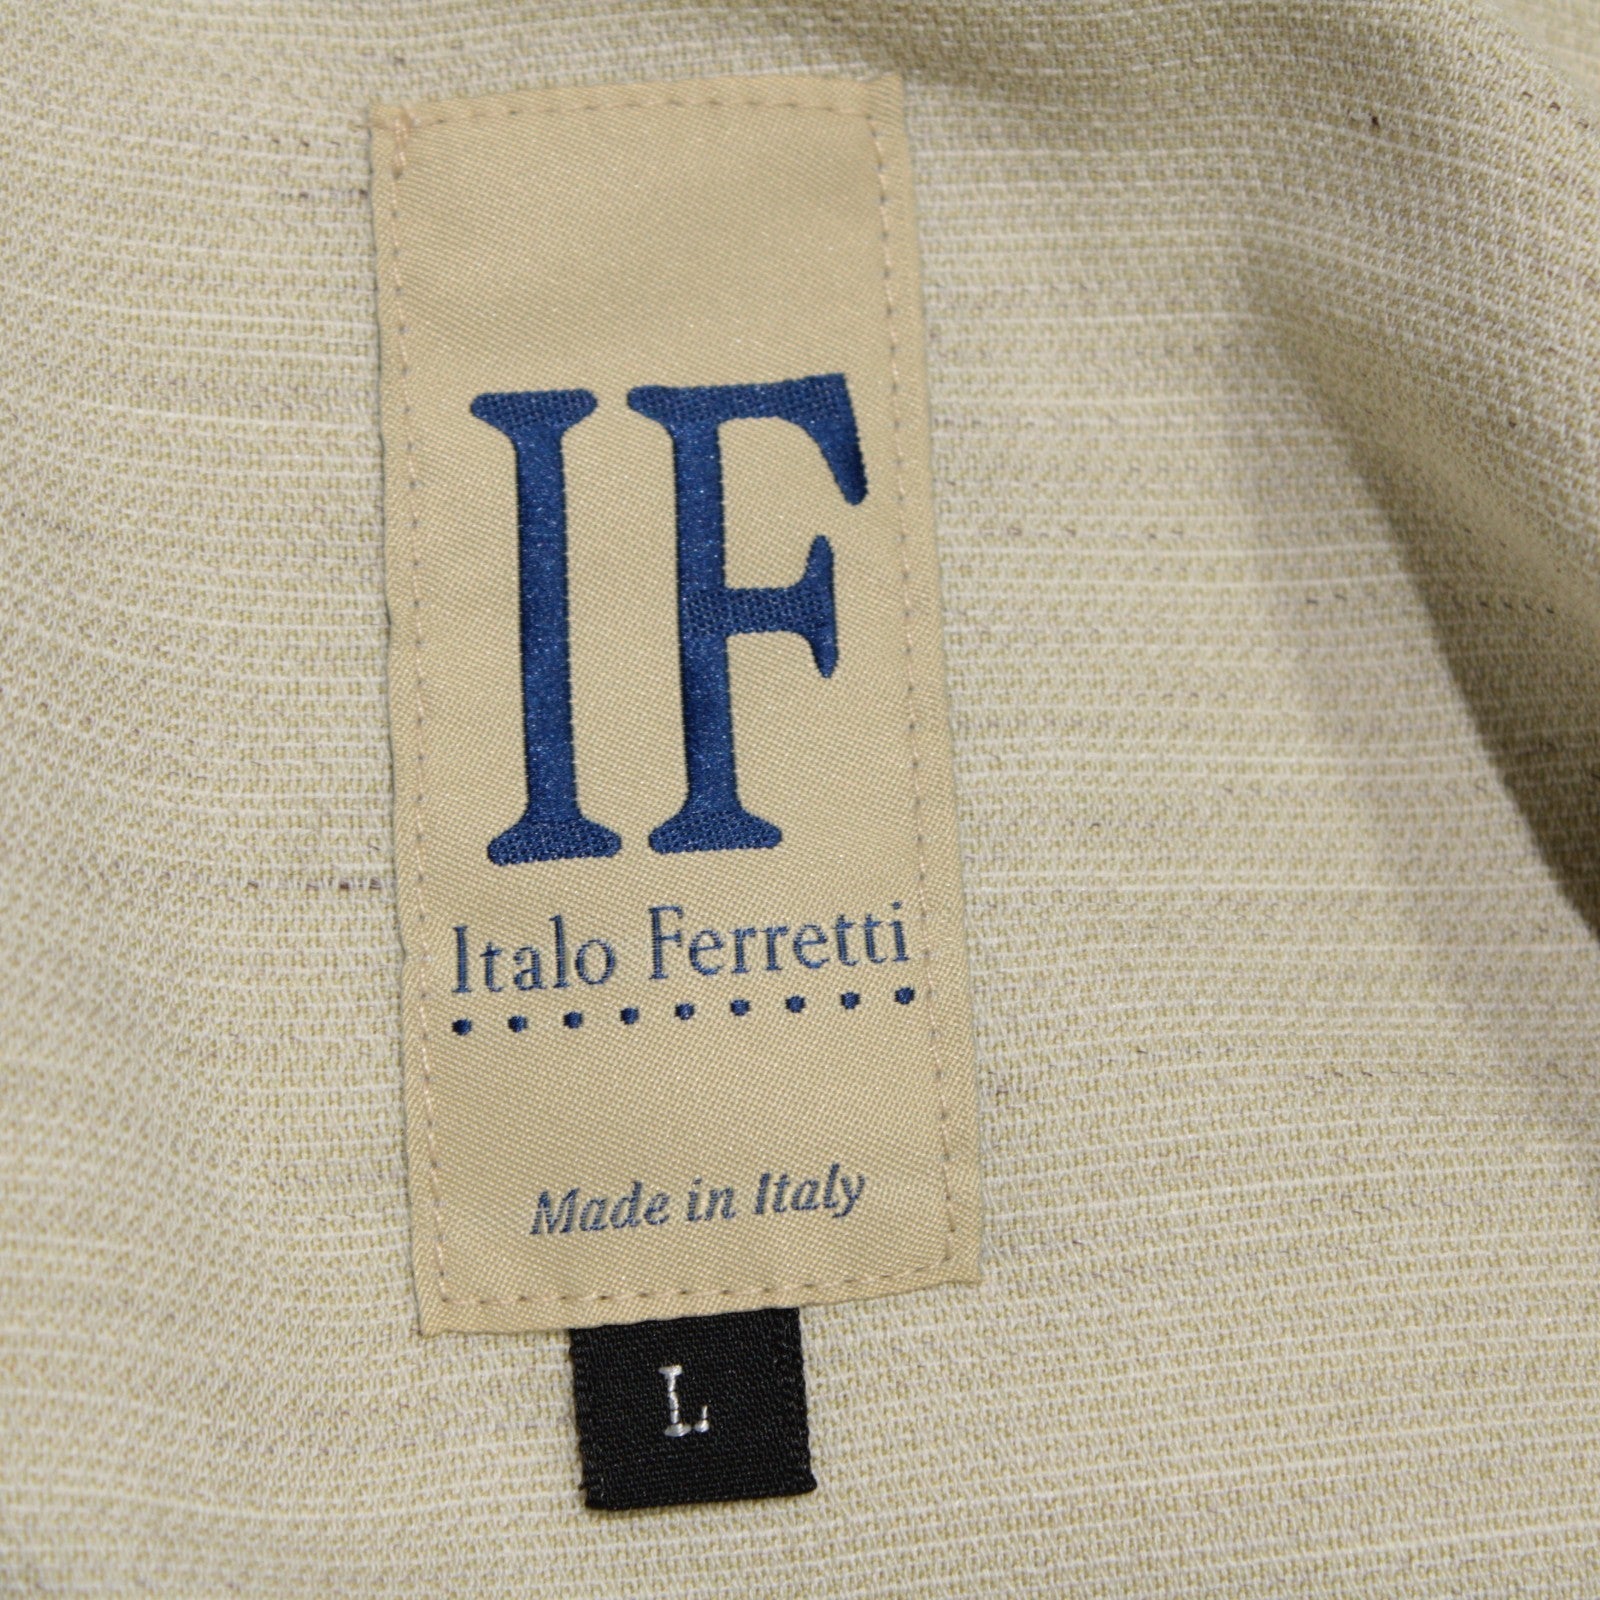 IF
Italo Ferretti
Made in Italy
L